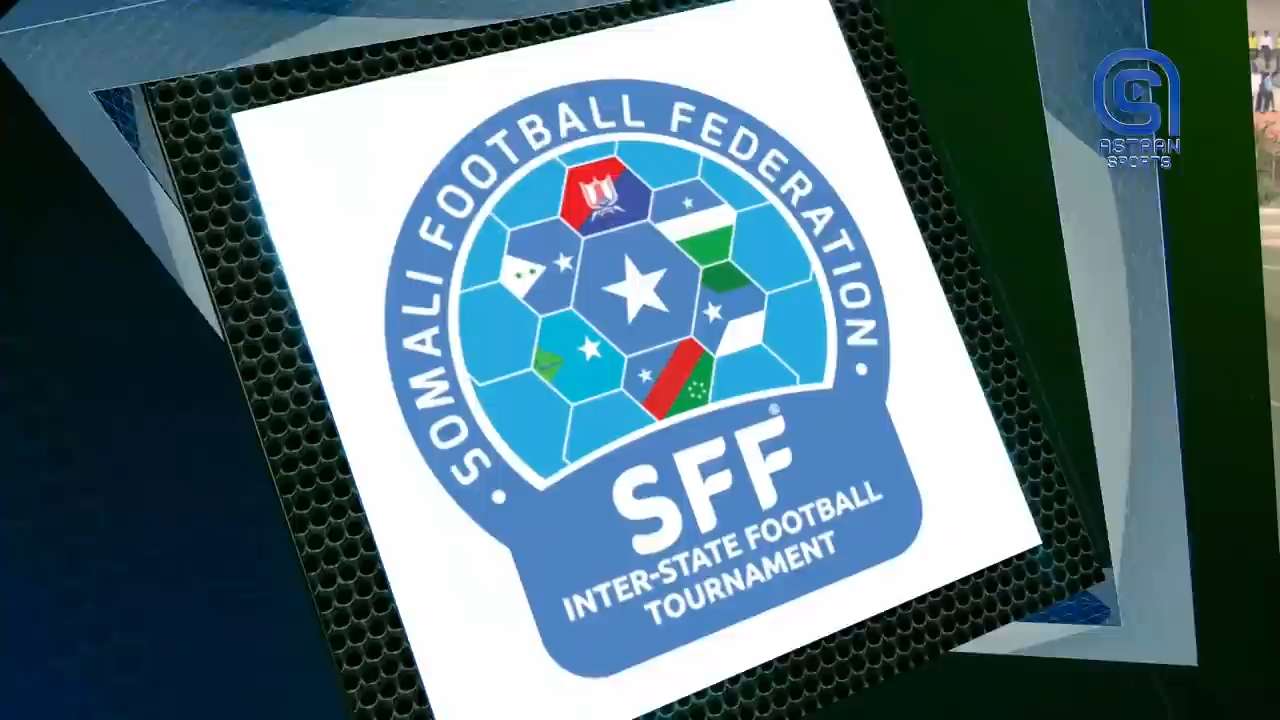 SOMALI FOOTBALL FEDERATION
SFF
INTER-STATE FOOTBALL
TOURNAMENT
ASTAAN
SPORTS